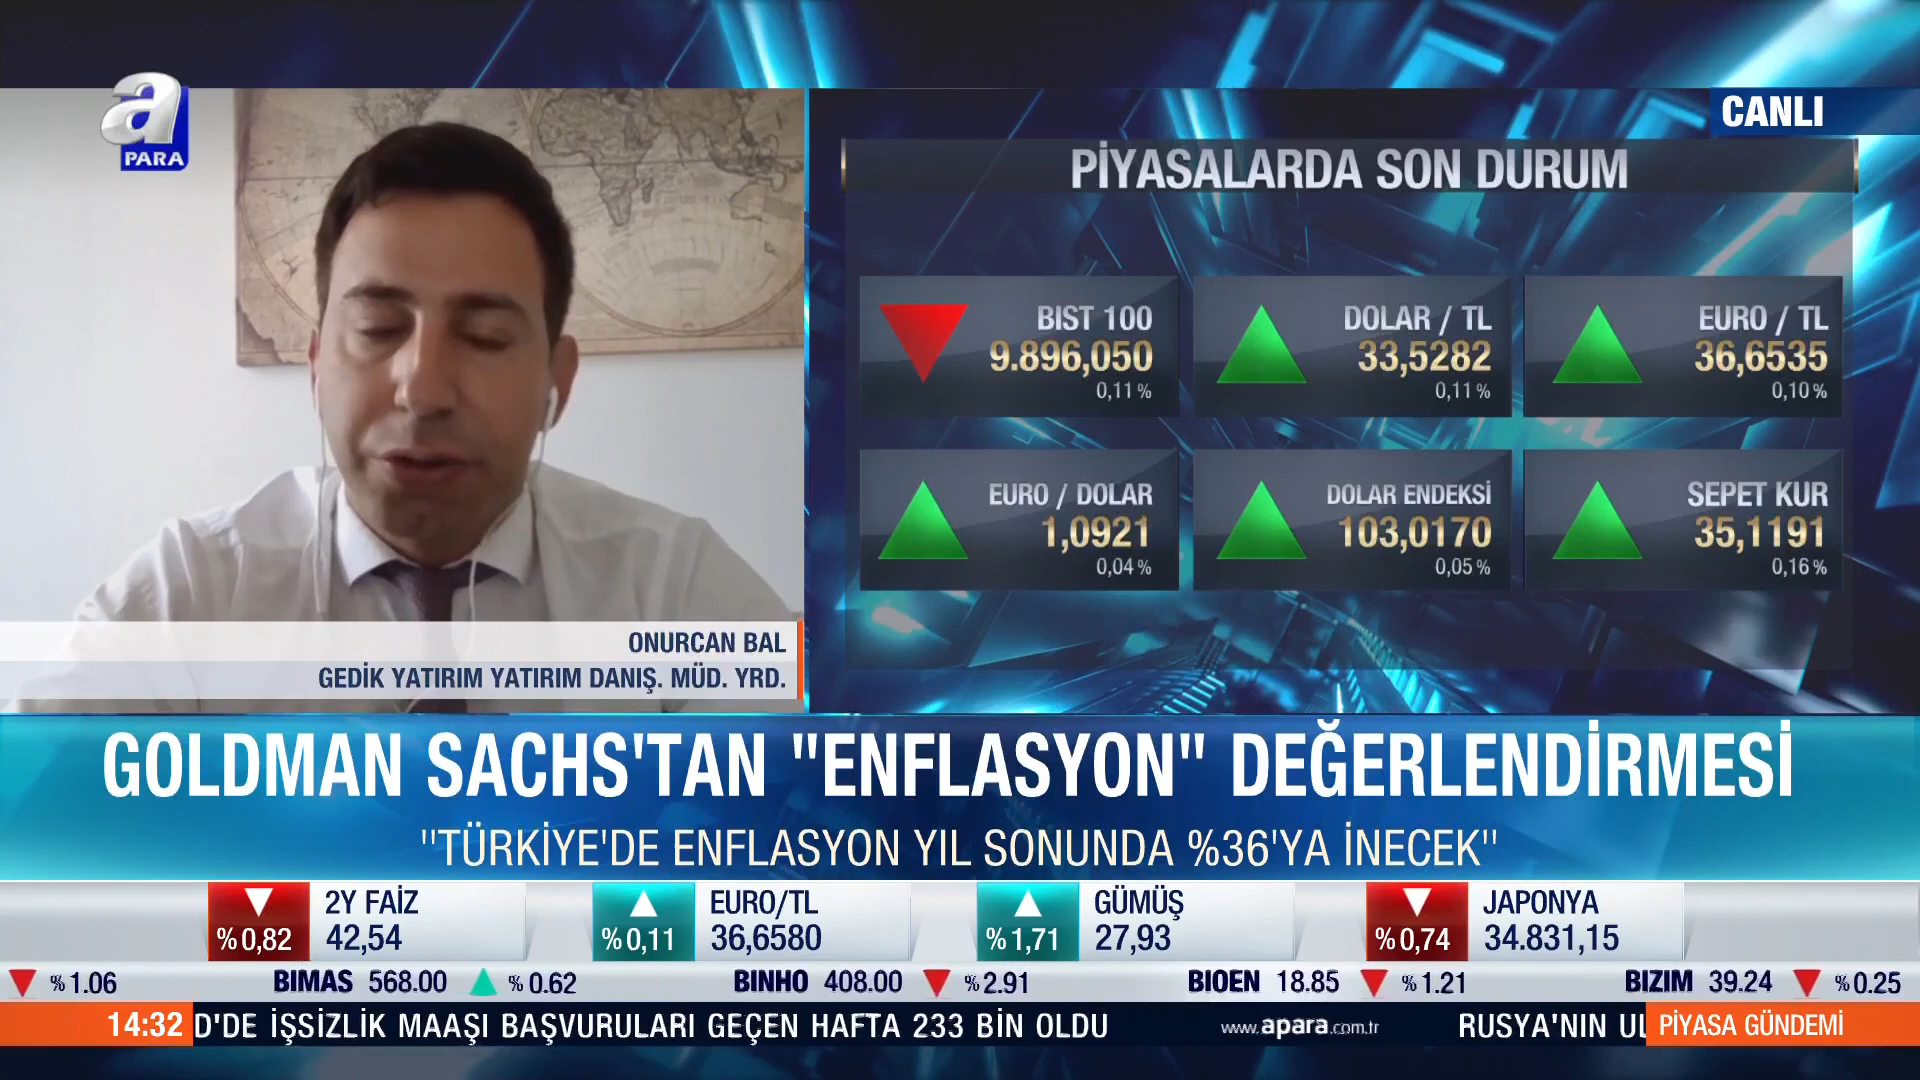 a
PARA
CANLI
PİYASALARDA SON DURUM
BIST 100
9.896,050
0,11 %
DOLAR / TL
33,5282
0,11 %
EURO / TL
36,6535
0,10 %
EURO / DOLAR
1,0921
0,04 %
DOLAR ENDEKSİ
103,0170
0,05 %
SEPET KUR
35,1191
0,16 %
ONURCAN BAL
GEDİK YATIRIM YATIRIM DANIŞ. MÜD. YRD.
GOLDMAN SACHS'TAN "ENFLASYON" DEĞERLENDİRMESİ
"TÜRKİYE'DE ENFLASYON YIL SONUNDA %36'YA İNECEK"
%0,82
2Y FAİZ
42,54
%0,11
EURO/TL
36,6580
%1,71
GÜMÜŞ
27,93
%0,74
JAPONYA
34.831,15
%1.06 BIMAS 568.00 %0.62 BINHO 408.00 %2.91 BIOEN 18.85 %1.21 BIZIM 39.24 %0.25
14:32 D'DE İŞSİZLİK MAAŞI BAŞVURULARI GEÇEN HAFTA 233 BİN OLDU www.apara.com.tr RUSYA'NIN UL PİYASA GÜNDEMİ